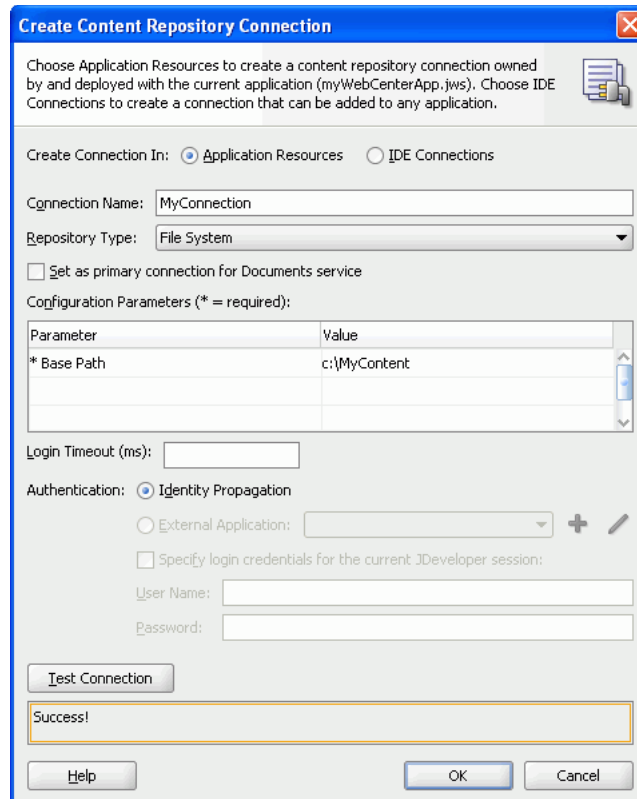 Create Content Repository Connection
Choose Application Resources to create a content repository connection owned
by and deployed with the current application (myWebCenterApp.jws). Choose IDE
Connections to create a connection that can be added to any application.
Create Connection In: Application Resources IDE Connections
Connection Name: MyConnection
Repository Type: File System
Set as primary connection for Documents service
Configuration Parameters (* = required):
Parameter Value
* Base Path c:\MyContent
Login Timeout (ms):
Authentication: Identity Propagation
External Application:
Specify login credentials for the current JDeveloper session:
User Name:
Password:
Test Connection
Success!
Help OK Cancel